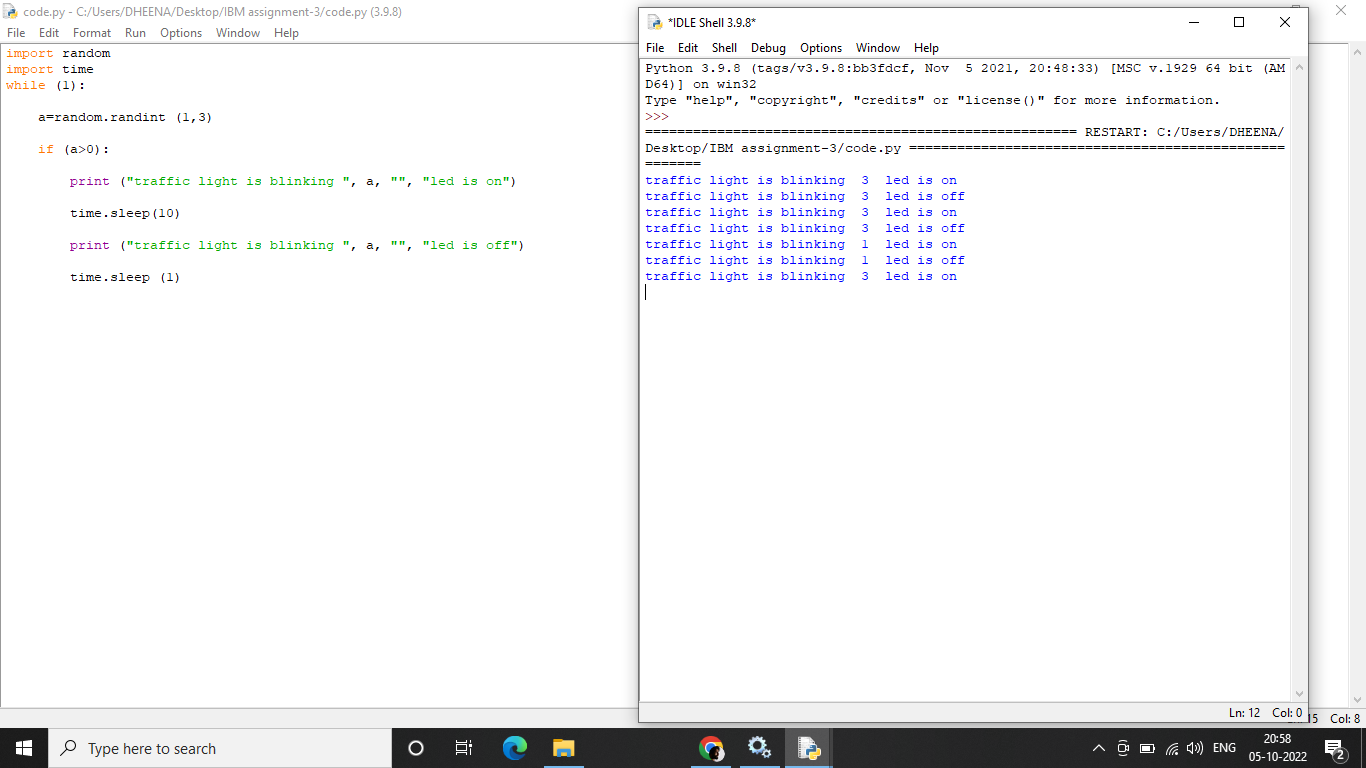 code.py - C:/Users/DHEENA/Desktop/IBM assignment-3/code.py (3.9.8)
File Edit Format Run Options Window Help
import random
import time
while (1):
    a=random.randint (1,3)
    if (a>0):
        print ("traffic light is blinking ", a, "", "led is on")
        time.sleep(10)
        print ("traffic light is blinking ", a, "", "led is off")
        time.sleep (1)
*IDLE Shell 3.9.8*
File Edit Shell Debug Options Window Help
Python 3.9.8 (tags/v3.9.8:bb3fdcf, Nov  5 2021, 20:48:33) [MSC v.1929 64 bit (AM
D64)] on win32
Type "help", "copyright", "credits" or "license()" for more information.
>>>
====================================================== RESTART: C:/Users/DHEENA/
Desktop/IBM assignment-3/code.py ===============================================
=======
traffic light is blinking  3  led is on
traffic light is blinking  3  led is off
traffic light is blinking  3  led is on
traffic light is blinking  3  led is off
traffic light is blinking  1  led is on
traffic light is blinking  1  led is off
traffic light is blinking  3  led is on
Ln: 12 Col: 0
15 Col: 8
Type here to search
ENG
20:58
05-10-2022
2